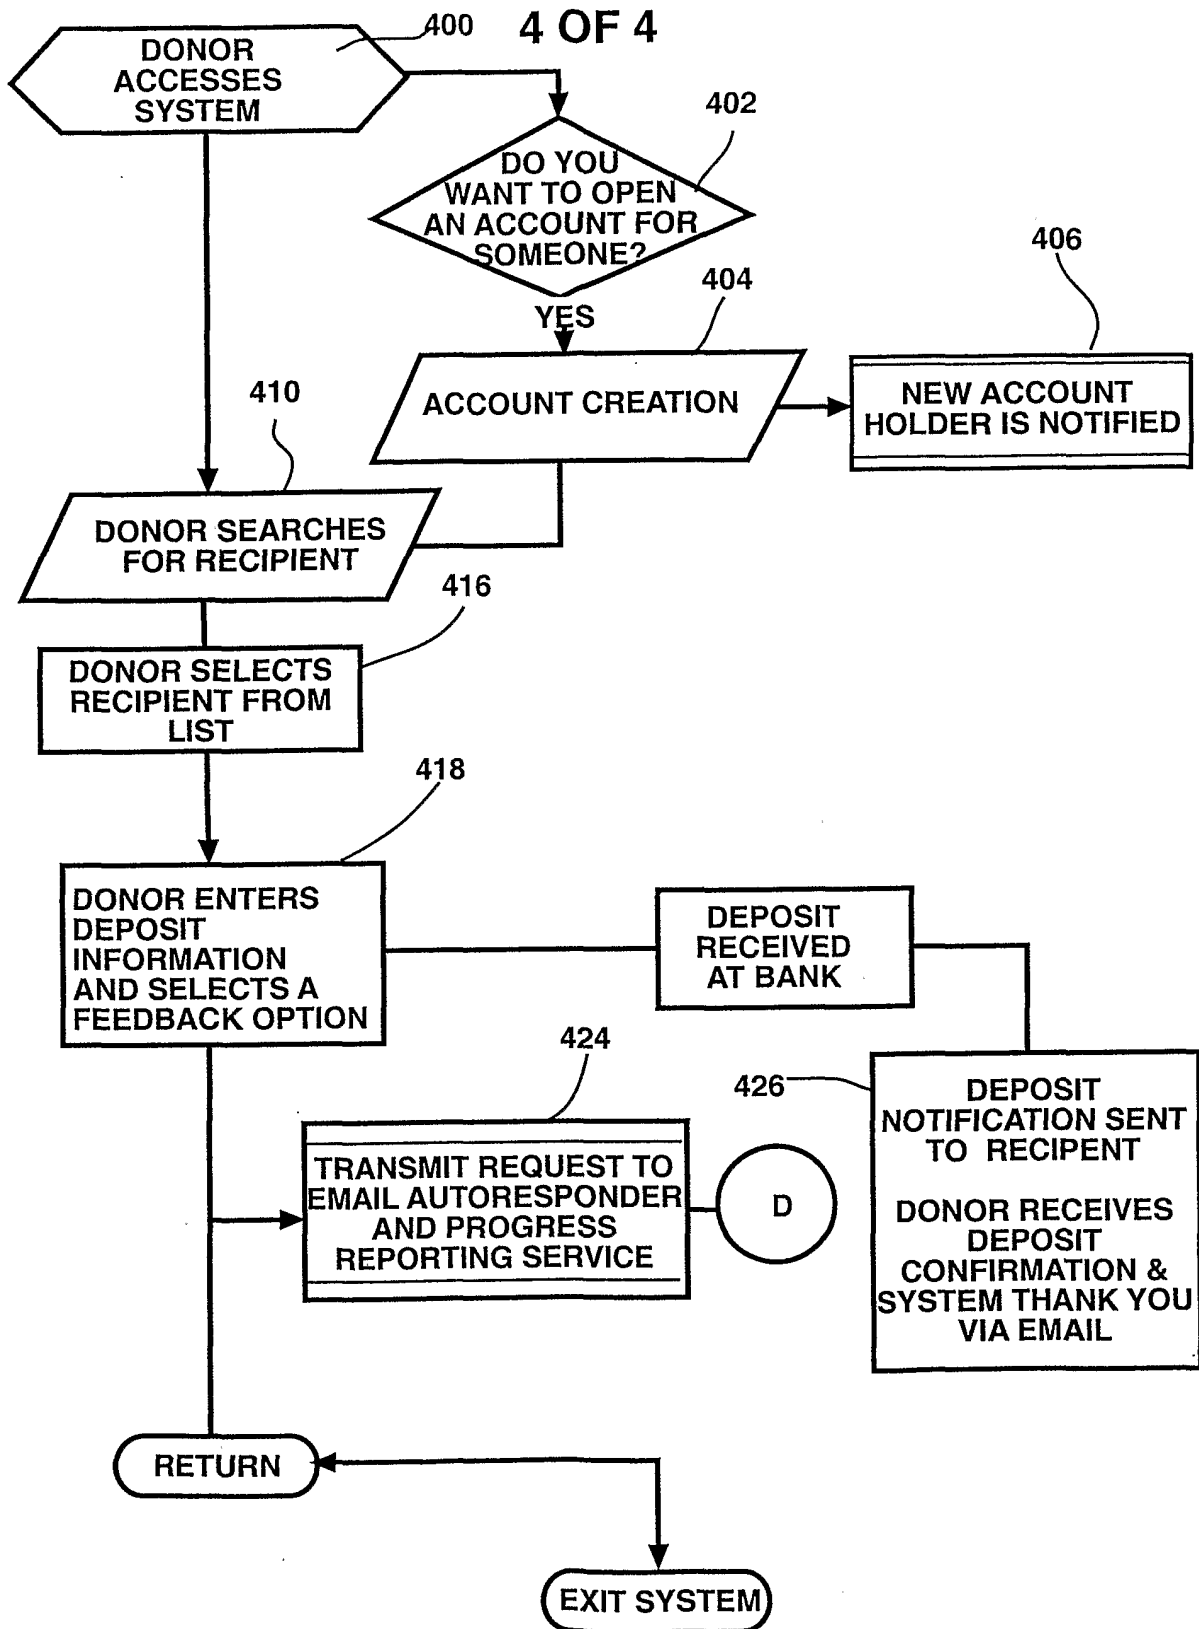 400
4 OF 4
DONOR
ACCESSES
SYSTEM
402
DO YOU
WANT TO OPEN
AN ACCOUNT FOR
SOMEONE?
YES
404
406
ACCOUNT CREATION
NEW ACCOUNT
HOLDER IS NOTIFIED
410
DONOR SEARCHES
FOR RECIPIENT
416
DONOR SELECTS
RECIPIENT FROM
LIST
418
DONOR ENTERS
DEPOSIT
INFORMATION
AND SELECTS A
FEEDBACK OPTION
DEPOSIT
RECEIVED
AT BANK
424
TRANSMIT REQUEST TO
EMAIL AUTORESPONDER
AND PROGRESS
REPORTING SERVICE
D
426
DEPOSIT
NOTIFICATION SENT
TO RECIPENT
DONOR RECEIVES
DEPOSIT
CONFIRMATION &
SYSTEM THANK YOU
VIA EMAIL
RETURN
EXIT SYSTEM